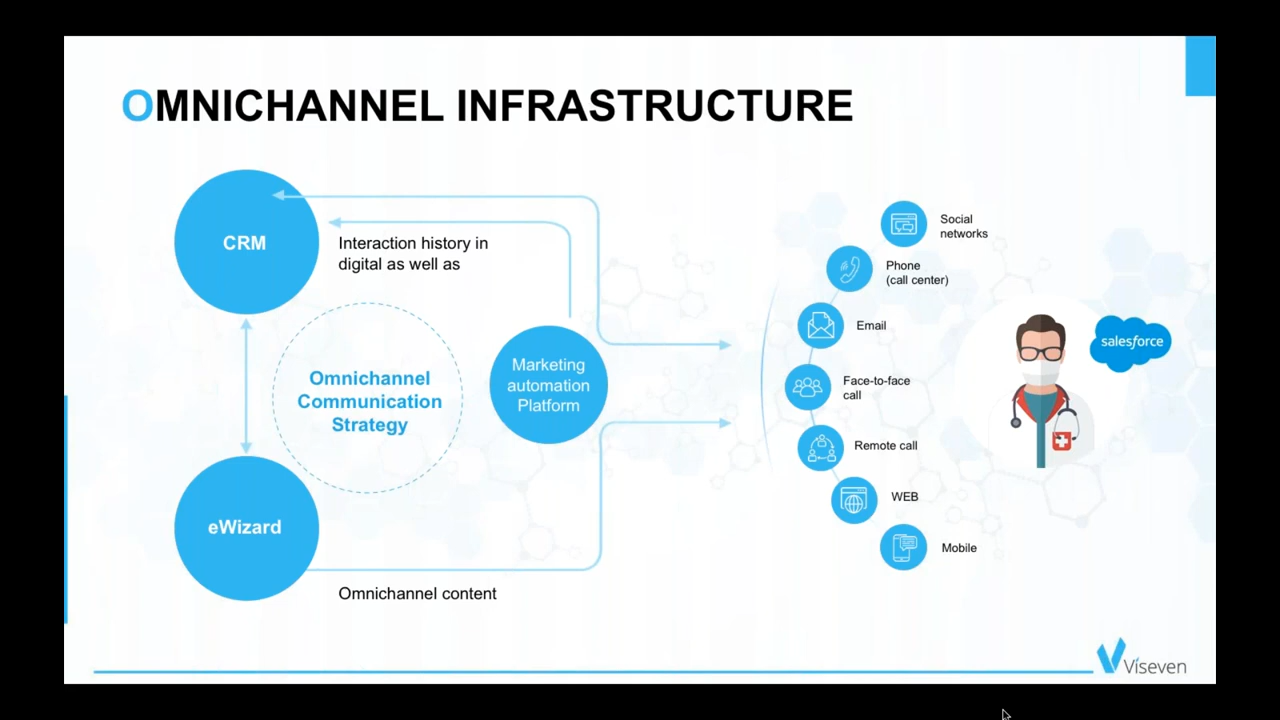 OMNICHANNEL INFRASTRUCTURE
CRM
Interaction history in
digital as well as
Omnichannel
Communication
Strategy
Marketing
automation
Platform
eWizard
Omnichannel content
Social
networks
Phone
(call center)
Email
Face-to-face
call
Remote call
WEB
Mobile
salesforce
Viseven